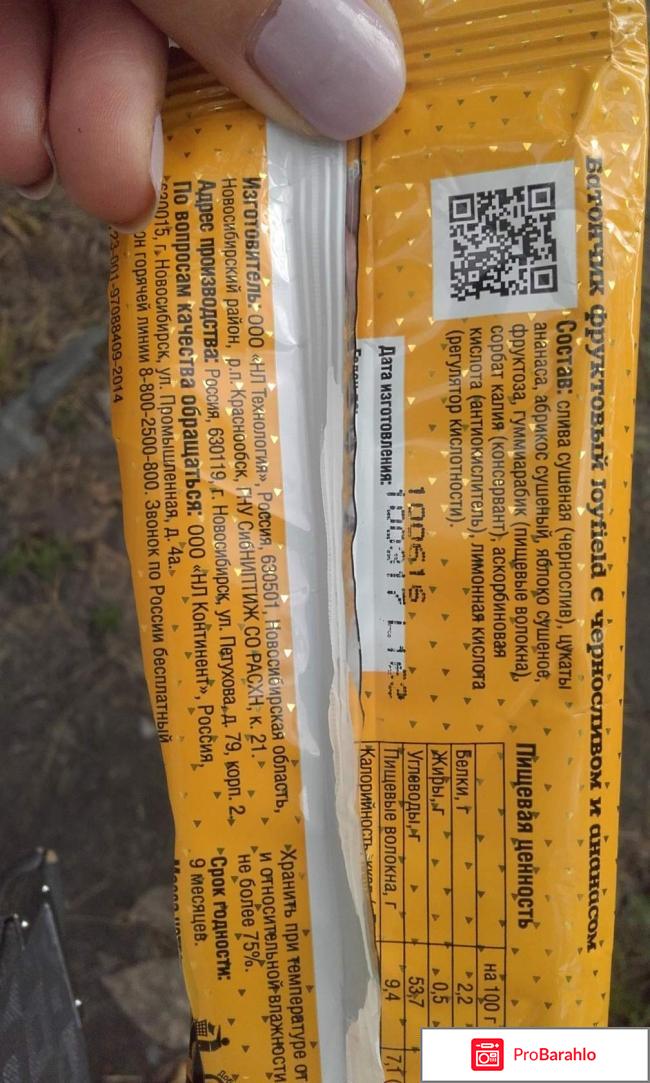 Батончик фруктовый Joyfield с черносливом и ананасом
Состав: слива сушеная (чернослив), цукаты
ананаса, абрикос сушеный, яблоко сушеное,
фруктоза, гуммиарабик (пищевые волокна),
сорбат калия (консервант), аскорбиновая
кислота (антиокислитель), лимонная кислота
(регулятор кислотности).
100616
Дата изготовления: 100317
Пищевая ценность
на 100 г
Белки, г 2,2
Жиры, г 0,5
Углеводы, г 53,7
Пищевые волокна, г 9,4
Калорийность,
Изготовитель: ООО «НЛ Технология», Россия, 630501, Новосибирская область,
Новосибирский район, р.п. Краснообск, ГНУ СибНИПТИЖ СО РАСХН, к. 21.
Адрес производства: Россия, 630119, г. Новосибирск, ул. Петухова, д. 79, корп. 2.
По вопросам качества обращаться: ООО «НЛ Континент», Россия,
630015, г. Новосибирск, ул. Промышленная, д. 4а.
он горячей линии 8-800-2500-800. Звонок по России бесплатный
23-001-97088409-2014
Хранить при температуре от
и относительной влажности
не более 75%.
Срок годности:
9 месяцев.
ProBarahlo